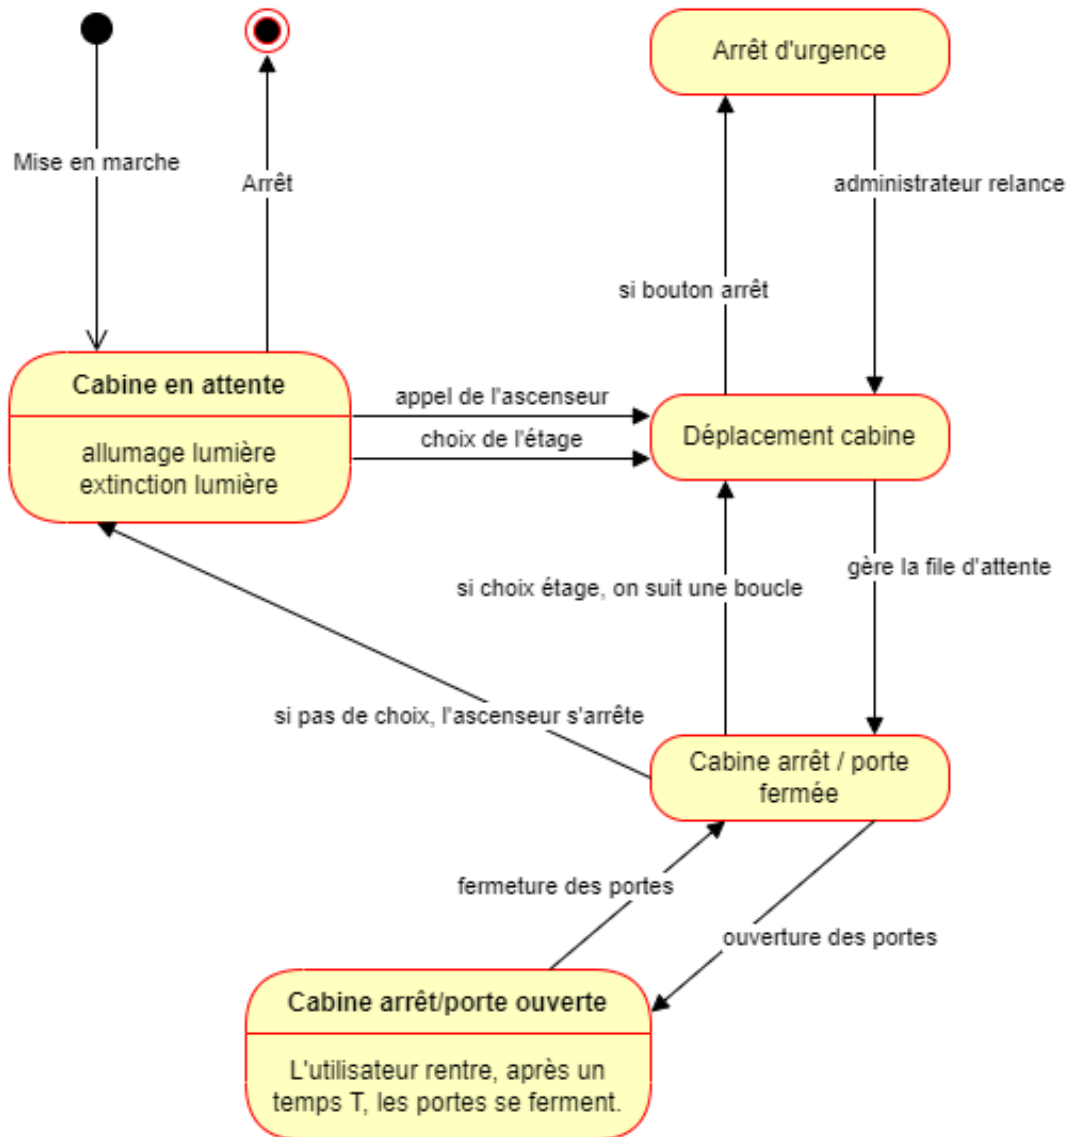 Arrêt d'urgence
Mise en marche
Arrêt
administrateur relance
si bouton arrêt
Cabine en attente
allumage lumière
extinction lumière
appel de l'ascenseur
choix de l'étage
Déplacement cabine
gère la file d'attente
si choix étage, on suit une boucle
si pas de choix, l'ascenseur s'arrête
Cabine arrêt / porte
fermée
fermeture des portes
ouverture des portes
Cabine arrêt/porte ouverte
L'utilisateur rentre, après un
temps T, les portes se ferment.